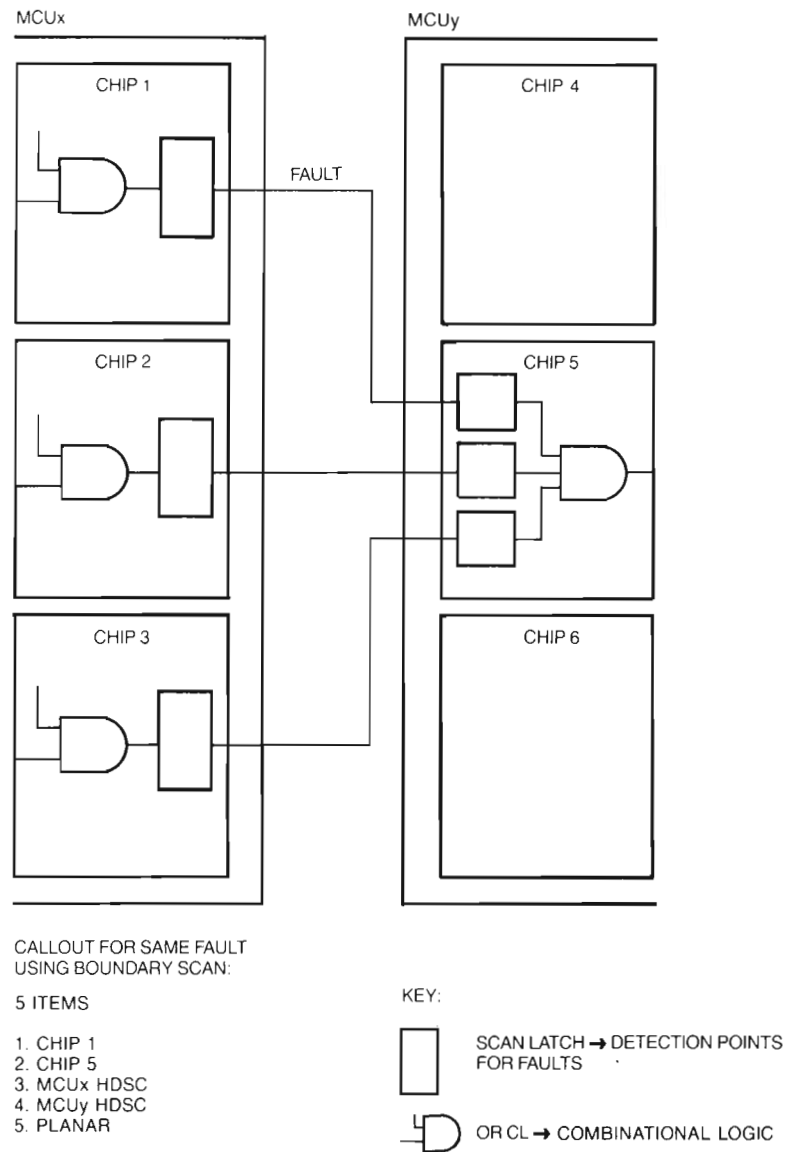 MCUx
MCUy
CHIP 1
CHIP 4
FAULT
CHIP 2
CHIP 5
CHIP 3
CHIP 6
CALLOUT FOR SAME FAULT
USING BOUNDARY SCAN:
5 ITEMS
1. CHIP 1
2. CHIP 5
3. MCUx HDSC
4. MCUy HDSC
5. PLANAR
KEY:
SCAN LATCH → DETECTION POINTS
FOR FAULTS
OR CL → COMBINATIONAL LOGIC